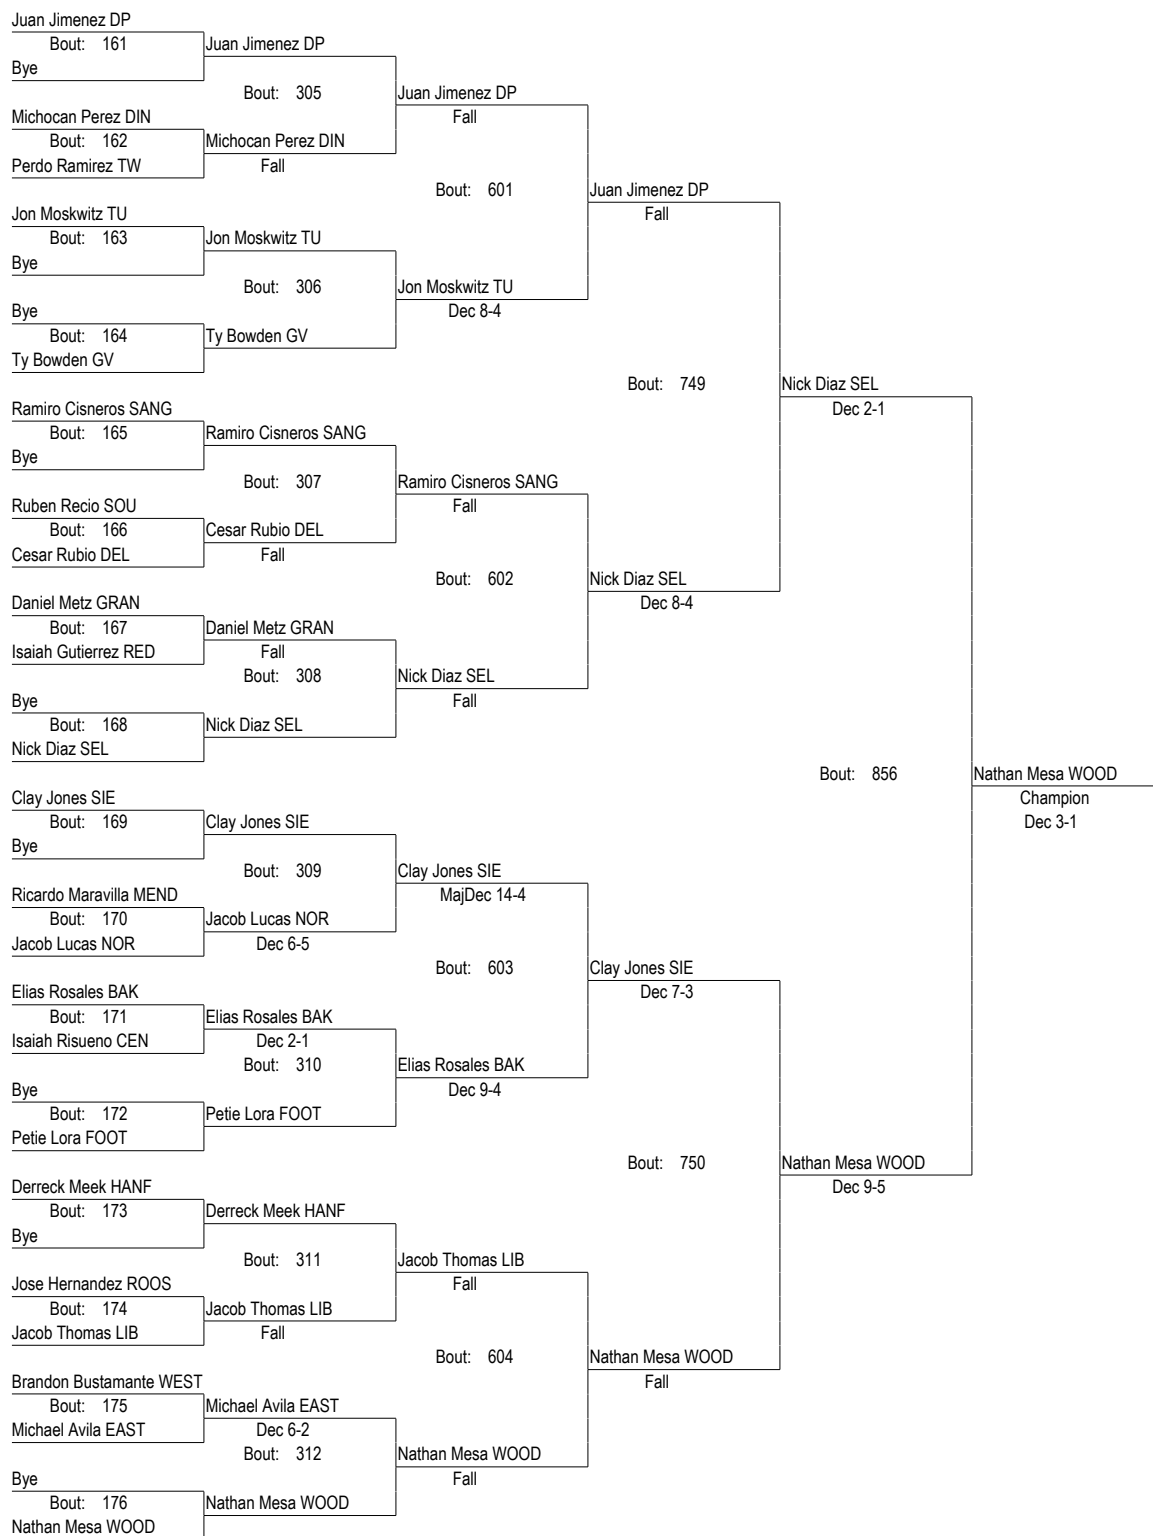 Juan Jimenez DP
Bout: 161 Juan Jimenez DP
Bye
Bout: 305 Juan Jimenez DP
Michocan Perez DIN Fall
Bout: 162 Michocan Perez DIN
Perdo Ramirez TW Fall
Bout: 601 Juan Jimenez DP
Jon Moskwitz TU Fall
Bout: 163 Jon Moskwitz TU
Bye
Bout: 306 Jon Moskwitz TU
Bye Dec 8-4
Bout: 164 Ty Bowden GV
Ty Bowden GV
Bout: 749 Nick Diaz SEL
Ramiro Cisneros SANG Dec 2-1
Bout: 165 Ramiro Cisneros SANG
Bye
Bout: 307 Ramiro Cisneros SANG
Ruben Recio SOU Fall
Bout: 166 Cesar Rubio DEL
Cesar Rubio DEL Fall
Bout: 602 Nick Diaz SEL
Daniel Metz GRAN Dec 8-4
Bout: 167 Daniel Metz GRAN
Isaiah Gutierrez RED Fall
Bout: 308 Nick Diaz SEL
Bye Fall
Bout: 168 Nick Diaz SEL
Nick Diaz SEL
Bout: 856 Nathan Mesa WOOD
Clay Jones SIE Champion
Bout: 169 Clay Jones SIE Dec 3-1
Bye
Bout: 309 Clay Jones SIE
Ricardo Maravilla MEND MajDec 14-4
Bout: 170 Jacob Lucas NOR
Jacob Lucas NOR Dec 6-5
Bout: 603 Clay Jones SIE
Elias Rosales BAK Dec 7-3
Bout: 171 Elias Rosales BAK
Isaiah Risueno CEN Dec 2-1
Bout: 310 Elias Rosales BAK
Bye Dec 9-4
Bout: 172 Petie Lora FOOT
Petie Lora FOOT
Bout: 750 Nathan Mesa WOOD
Derreck Meek HANF Dec 9-5
Bout: 173 Derreck Meek HANF
Bye
Bout: 311 Jacob Thomas LIB
Jose Hernandez ROOS Fall
Bout: 174 Jacob Thomas LIB
Jacob Thomas LIB Fall
Bout: 604 Nathan Mesa WOOD
Brandon Bustamante WEST Fall
Bout: 175 Michael Avila EAST
Michael Avila EAST Dec 6-2
Bout: 312 Nathan Mesa WOOD
Bye Fall
Bout: 176 Nathan Mesa WOOD
Nathan Mesa WOOD